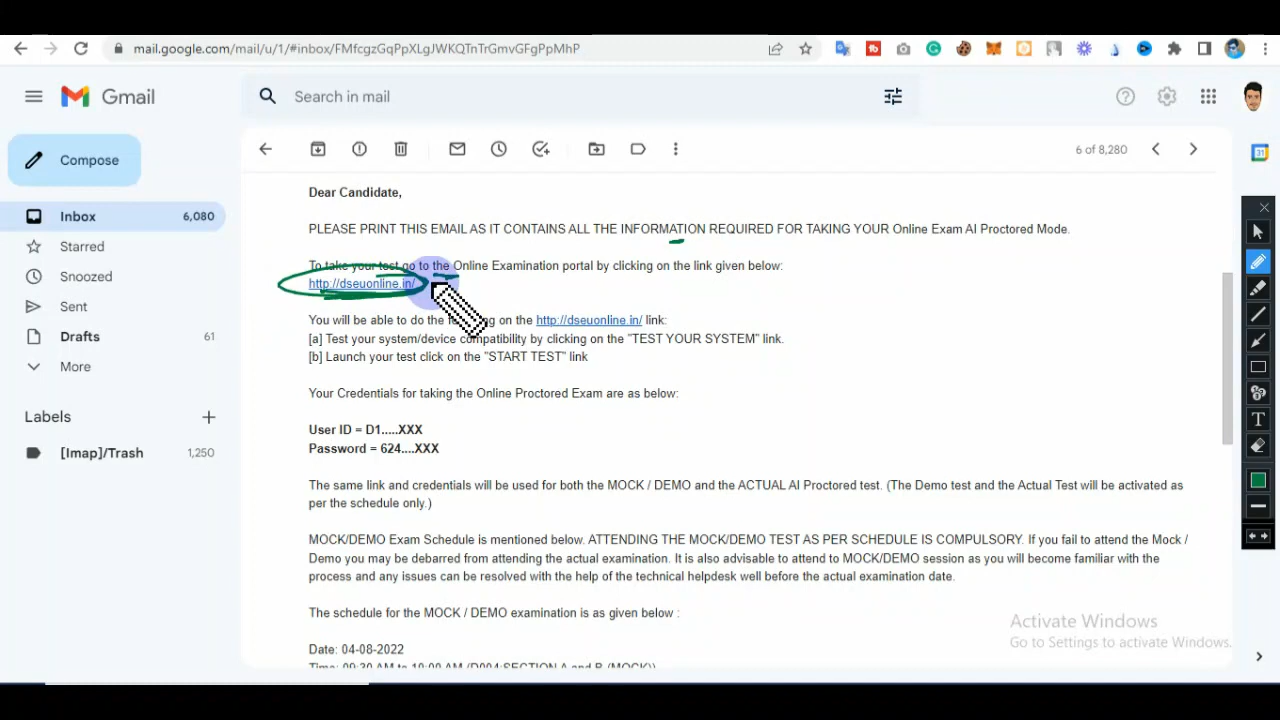 mail.google.com/mail/u/1/#inbox/FMfcgzGqPpXLgJWKQTnTrGmvGFgPpMhP
Gmail
Search in mail
Compose
6 of 8,280
Inbox 6,080
Starred
Snoozed
Sent
Drafts 61
More
Labels
[Imap]/Trash 1,250
Dear Candidate,
PLEASE PRINT THIS EMAIL AS IT CONTAINS ALL THE INFORMATION REQUIRED FOR TAKING YOUR Online Exam AI Proctored Mode.
To take your test go to the Online Examination portal by clicking on the link given below:
http://dseuonline.in/
You will be able to do the following on the http://dseuonline.in/ link:
[a] Test your system/device compatibility by clicking on the "TEST YOUR SYSTEM" link.
[b] Launch your test click on the "START TEST" link
Your Credentials for taking the Online Proctored Exam are as below:
User ID = D1.....XXX
Password = 624....XXX
The same link and credentials will be used for both the MOCK / DEMO and the ACTUAL AI Proctored test. (The Demo test and the Actual Test will be activated as
per the schedule only.)
MOCK/DEMO Exam Schedule is mentioned below. ATTENDING THE MOCK/DEMO TEST AS PER SCHEDULE IS COMPULSORY. If you fail to attend the Mock /
Demo you may be debarred from attending the actual examination. It is also advisable to attend to MOCK/DEMO session as you will become familiar with the
process and any issues can be resolved with the help of the technical helpdesk well before the actual examination date.
The schedule for the MOCK / DEMO examination is as given below :
Date: 04-08-2022
Time: 09:30 AM to 10:00 AM (D004:SECTION A and B (MOCK))
Activate Windows
Go to Settings to activate Windows.
31
T